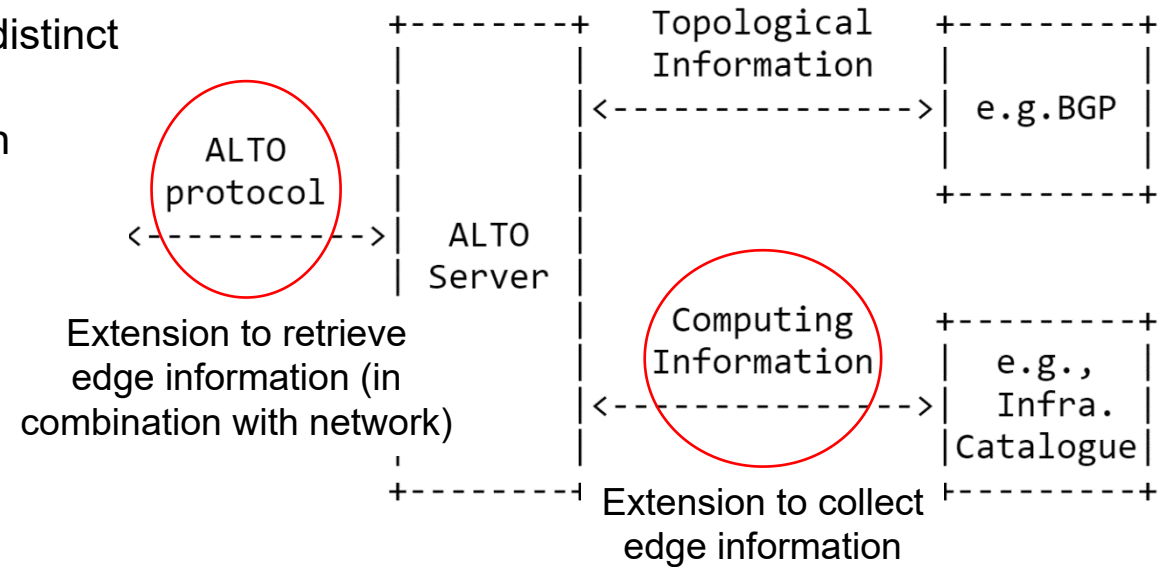 distinct
n
Topological
Information
e.g.BGP
ALTO
protocol
ALTO
Server
Extension to retrieve
edge information (in
combination with network)
Computing
Information
e.g.,
Infra.
Catalogue
Extension to collect
edge information